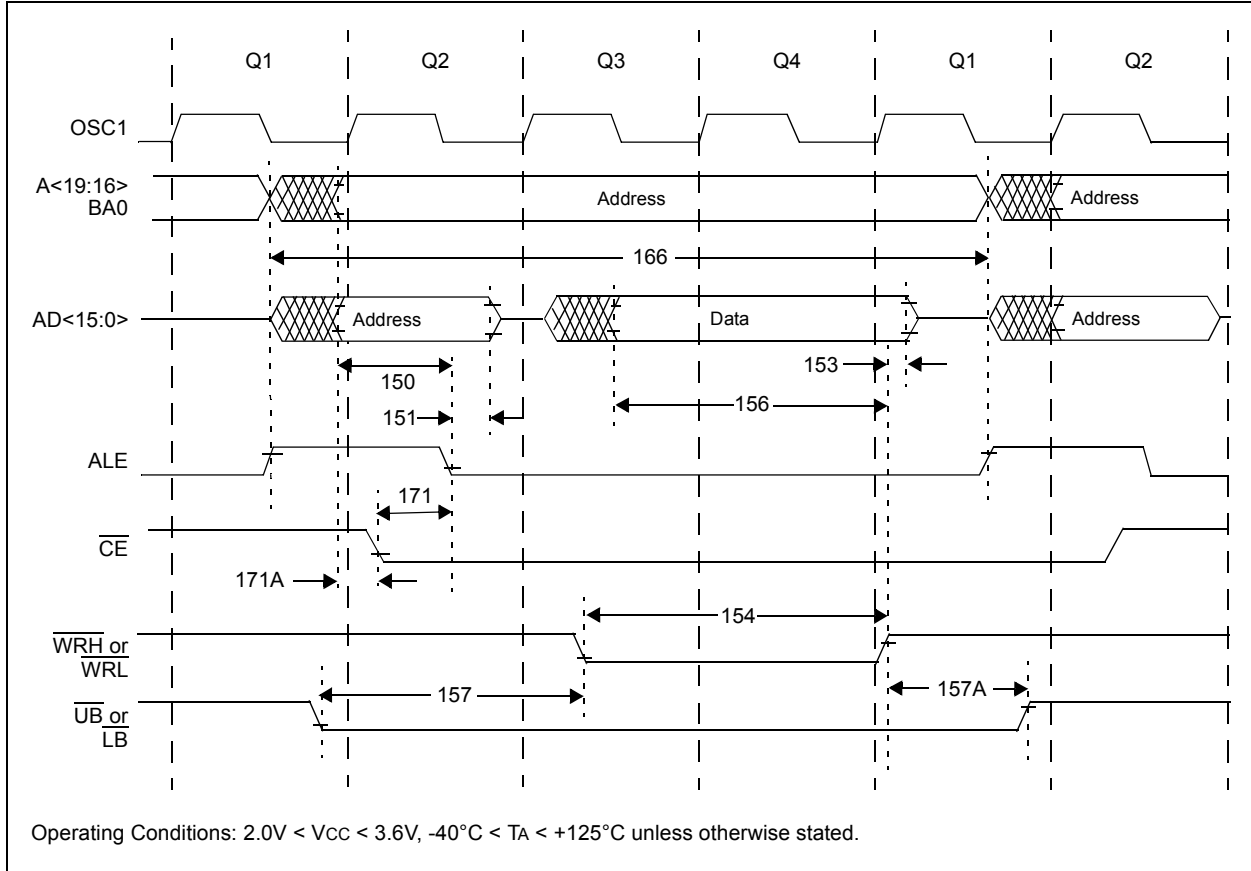 Q1 Q2 Q3 Q4 Q1 Q2
OSC1
A<19:16>
BA0
Address
Address
166
AD<15:0>
Address
Data
Address
150
153
151
156
ALE
171
CE
171A
154
WRH or
WRL
157
157A
UB or
LB
Operating Conditions: 2.0V < VCC < 3.6V, -40°C < TA < +125°C unless otherwise stated.